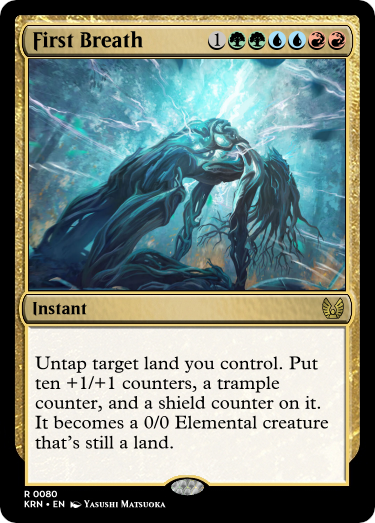 First Breath 1
Instant
Untap target land you control. Put
ten +1/+1 counters, a trample
counter, and a shield counter on it.
It becomes a 0/0 Elemental creature
that's still a land.
R 0080
KRN • EN Yasushi Matsuoka